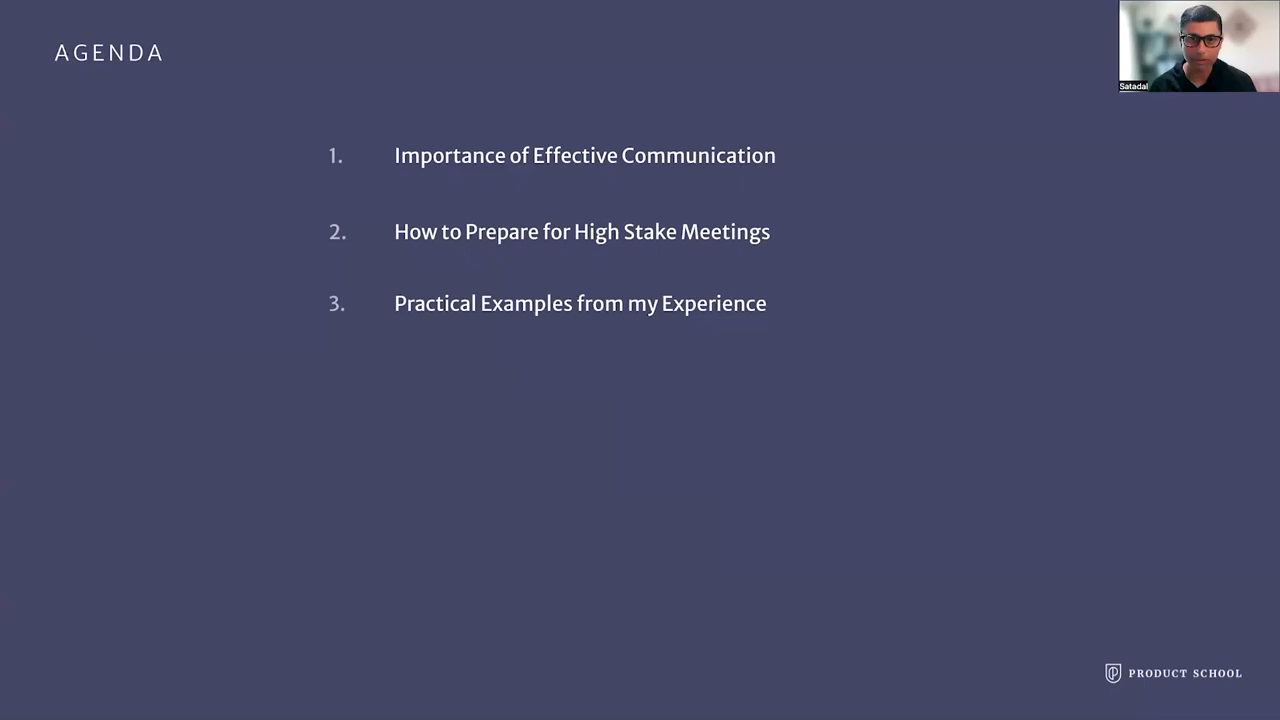 AGENDA
Satadal
1. Importance of Effective Communication
2. How to Prepare for High Stake Meetings
3. Practical Examples from my Experience
PRODUCT SCHOOL